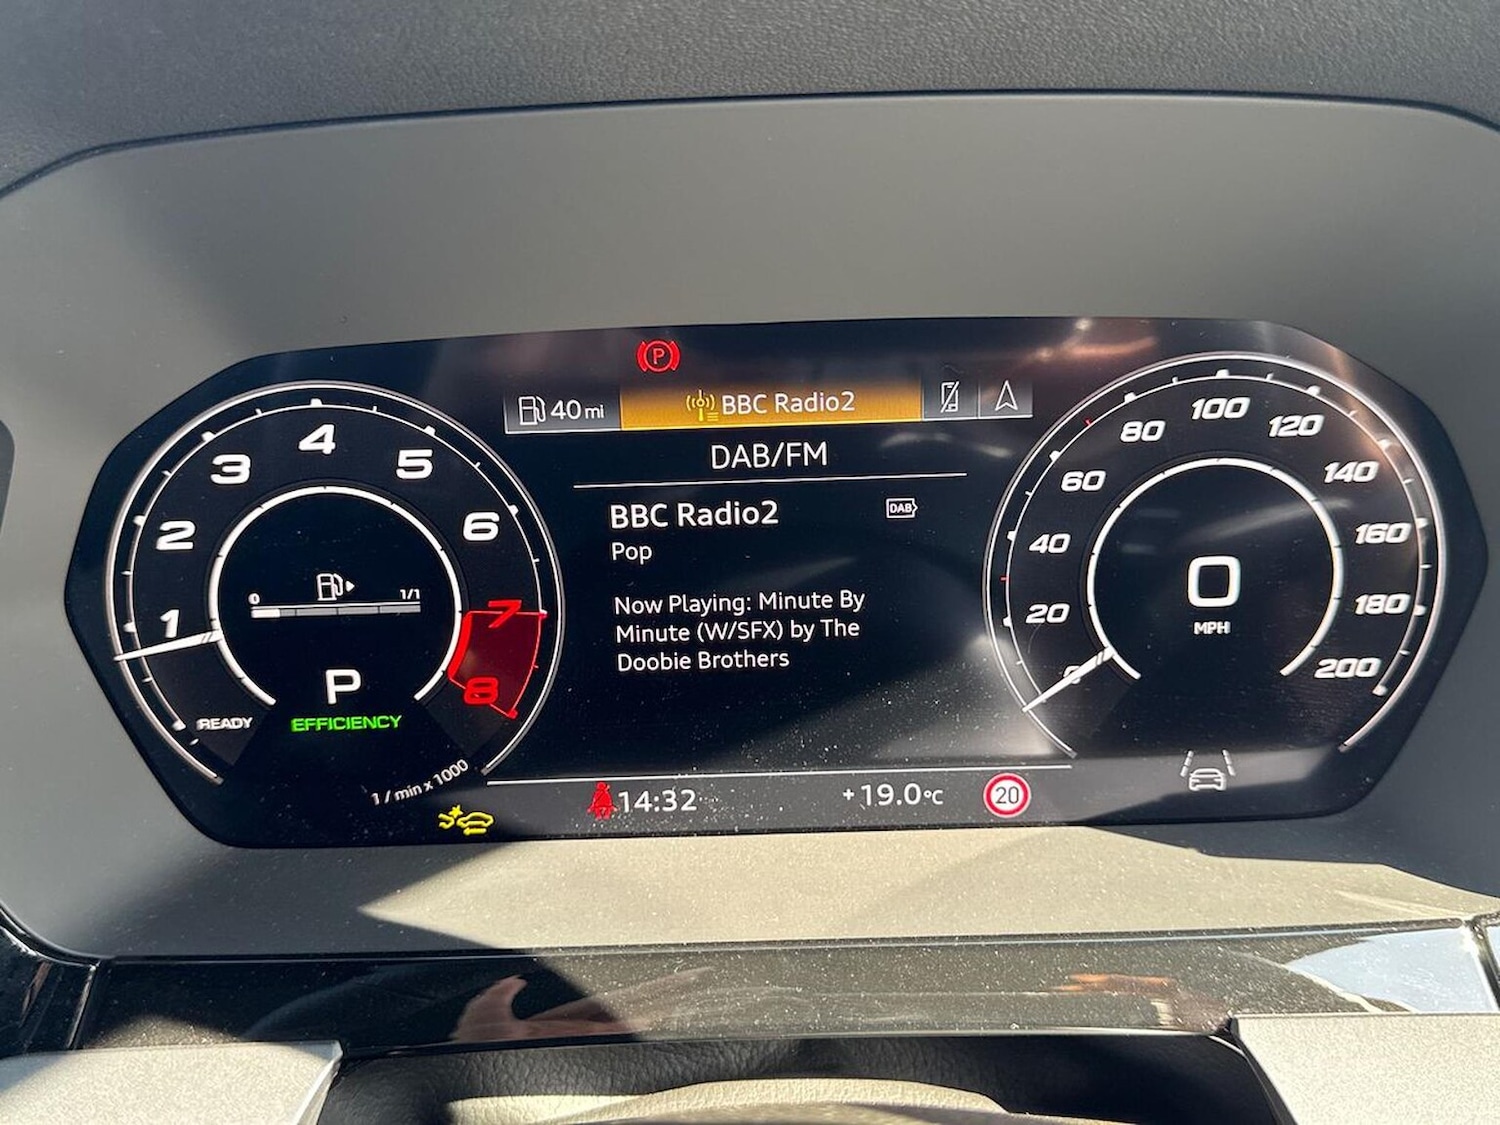 P
40 mi
BBC Radio2
DAB/FM
BBC Radio2
DAB
Pop
Now Playing: Minute By
Minute (W/SFX) by The
Doobie Brothers
1
2
3
4
5
6
7
8
0
1/1
P
READY
EFFICIENCY
1 / min x 1000
0
20
40
60
80
100
120
140
160
180
200
0
MPH
14:32
+19.0°C
20